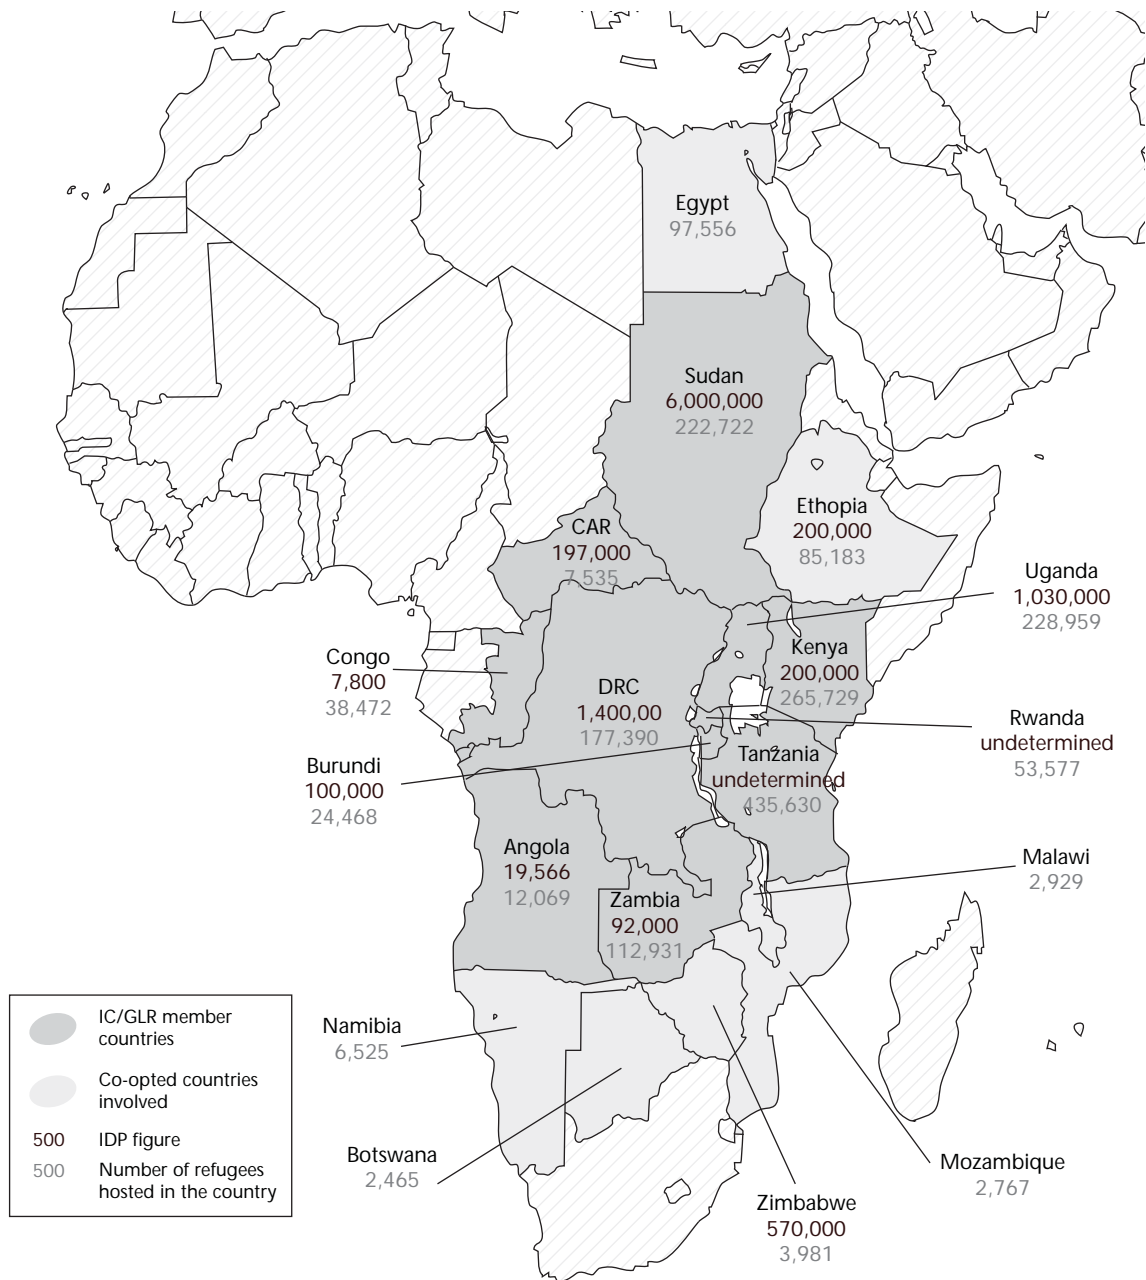 Egypt
97,556
Sudan
6,000,000
222,722
Ethopia
200,000
85,183
CAR
197,000
7,535
Uganda
1,030,000
228,959
Congo
7,800
38,472
Kenya
200,000
265,729
DRC
1,400,00
177,390
Rwanda
undetermined
53,577
Burundi
100,000
24,468
Tanzania
undetermined
435,630
Angola
19,566
12,069
Malawi
2,929
Zambia
92,000
112,931
Namibia
6,525
Botswana
2,465
Mozambique
2,767
Zimbabwe
570,000
3,981
IC/GLR member
countries
Co-opted countries
involved
500 IDP figure
500 Number of refugees
hosted in the country